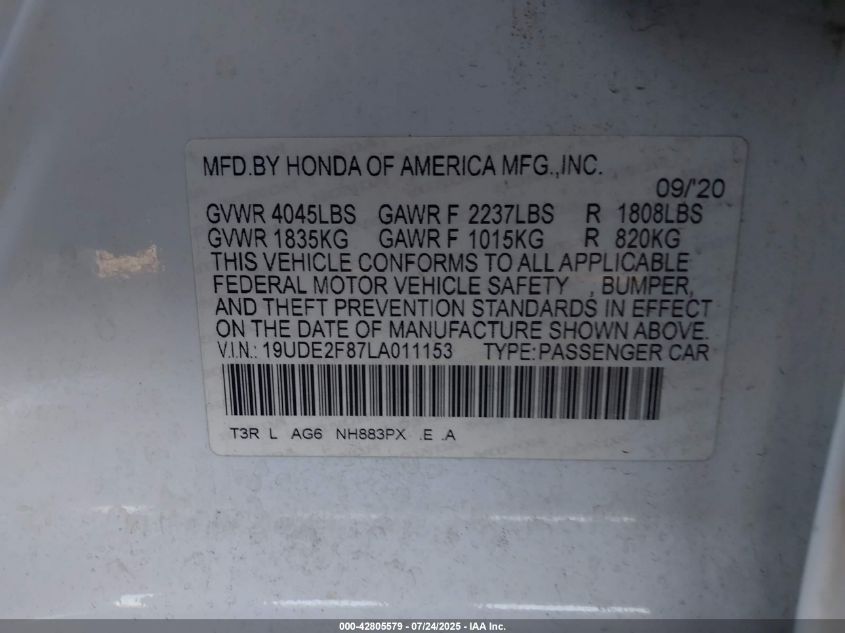 MFD.BY HONDA OF AMERICA MFG.,INC.
09/'20
GVWR 4045LBS GAWR F 2237LBS R 1808LBS
GVWR 1835KG GAWR F 1015KG R 820KG
THIS VEHICLE CONFORMS TO ALL APPLICABLE
FEDERAL MOTOR VEHICLE SAFETY , BUMPER,
AND THEFT PREVENTION STANDARDS IN EFFECT
ON THE DATE OF MANUFACTURE SHOWN ABOVE.
V.I.N.: 19UDE2F87LA011153 TYPE:PASSENGER CAR
T3R L AG6 NH883PX .E .A
000-42805579 - 07/24/2025 - IAA Inc.